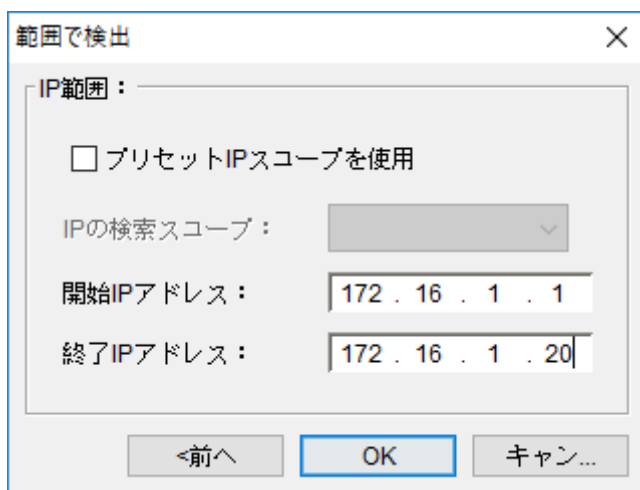 範囲で検出
IP範囲：
プリセットIPスコープを使用
IPの検索スコープ：
開始IPアドレス： 172 . 16 . 1 . 1
終了IPアドレス： 172 . 16 . 1 . 20
<前へ OK キャン...